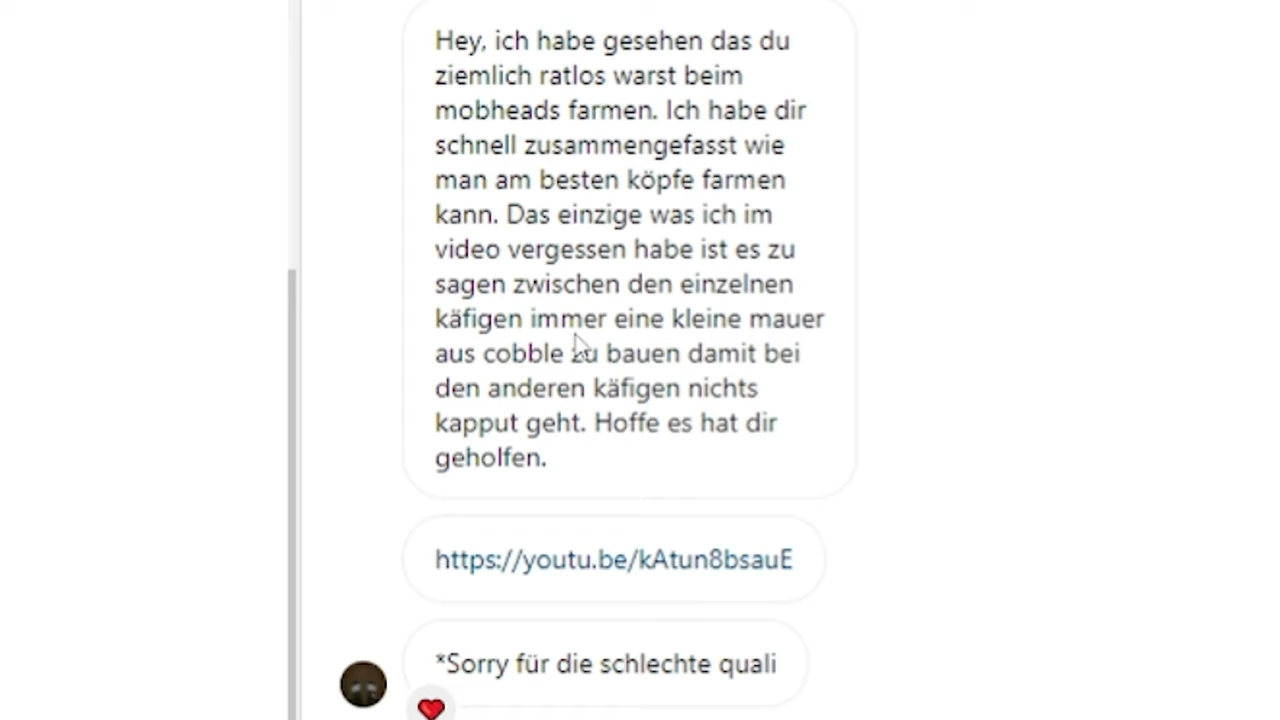 Hey, ich habe gesehen das du
ziemlich ratlos warst beim
mobheads farmen. Ich habe dir
schnell zusammengefasst wie
man am besten köpfe farmen
kann. Das einzige was ich im
video vergessen habe ist es zu
sagen zwischen den einzelnen
käfigen immer eine kleine mauer
aus cobble zu bauen damit bei
den anderen käfigen nichts
kapput geht. Hoffe es hat dir
geholfen.
https://youtu.be/kAtun8bsauE
*Sorry für die schlechte quali